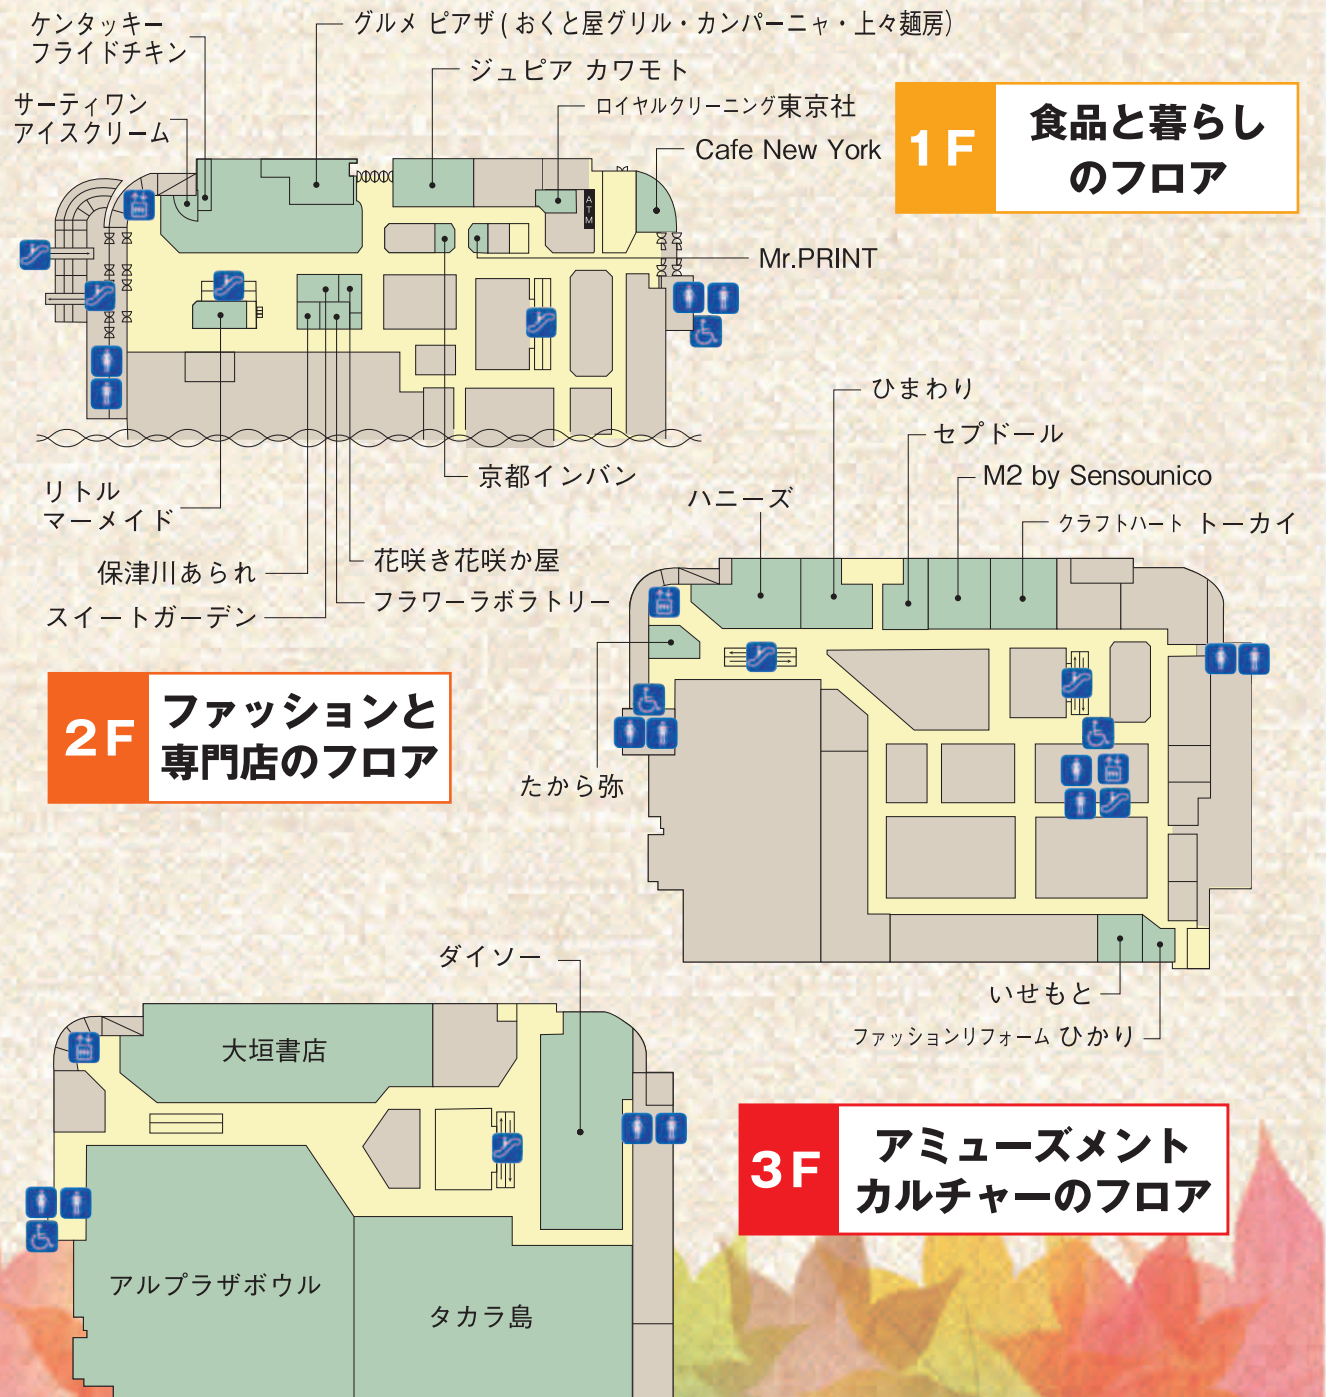 ケンタッキー
フライドチキン
グルメ ピアザ(おくと屋グリル・カンパーニャ・上々麺房)
ジュピア カワモト
サーティワン
アイスクリーム
ロイヤルクリーニング東京社
Cafe New York
1F
食品と暮らし
のフロア
ATM
Mr.PRINT
京都インバン
リトル
マーメイド
保津川あられ
スイートガーデン
花咲き花咲か屋
フラワーラボラトリー
ひまわり
セプドール
M2 by Sensounico
ハニーズ
クラフトハート トーカイ
2F
ファッションと
専門店のフロア
たから弥
いせもと
ファッションリフォーム ひかり
ダイソー
大垣書店
3F
アミューズメント
カルチャーのフロア
アルプラザボウル
タカラ島